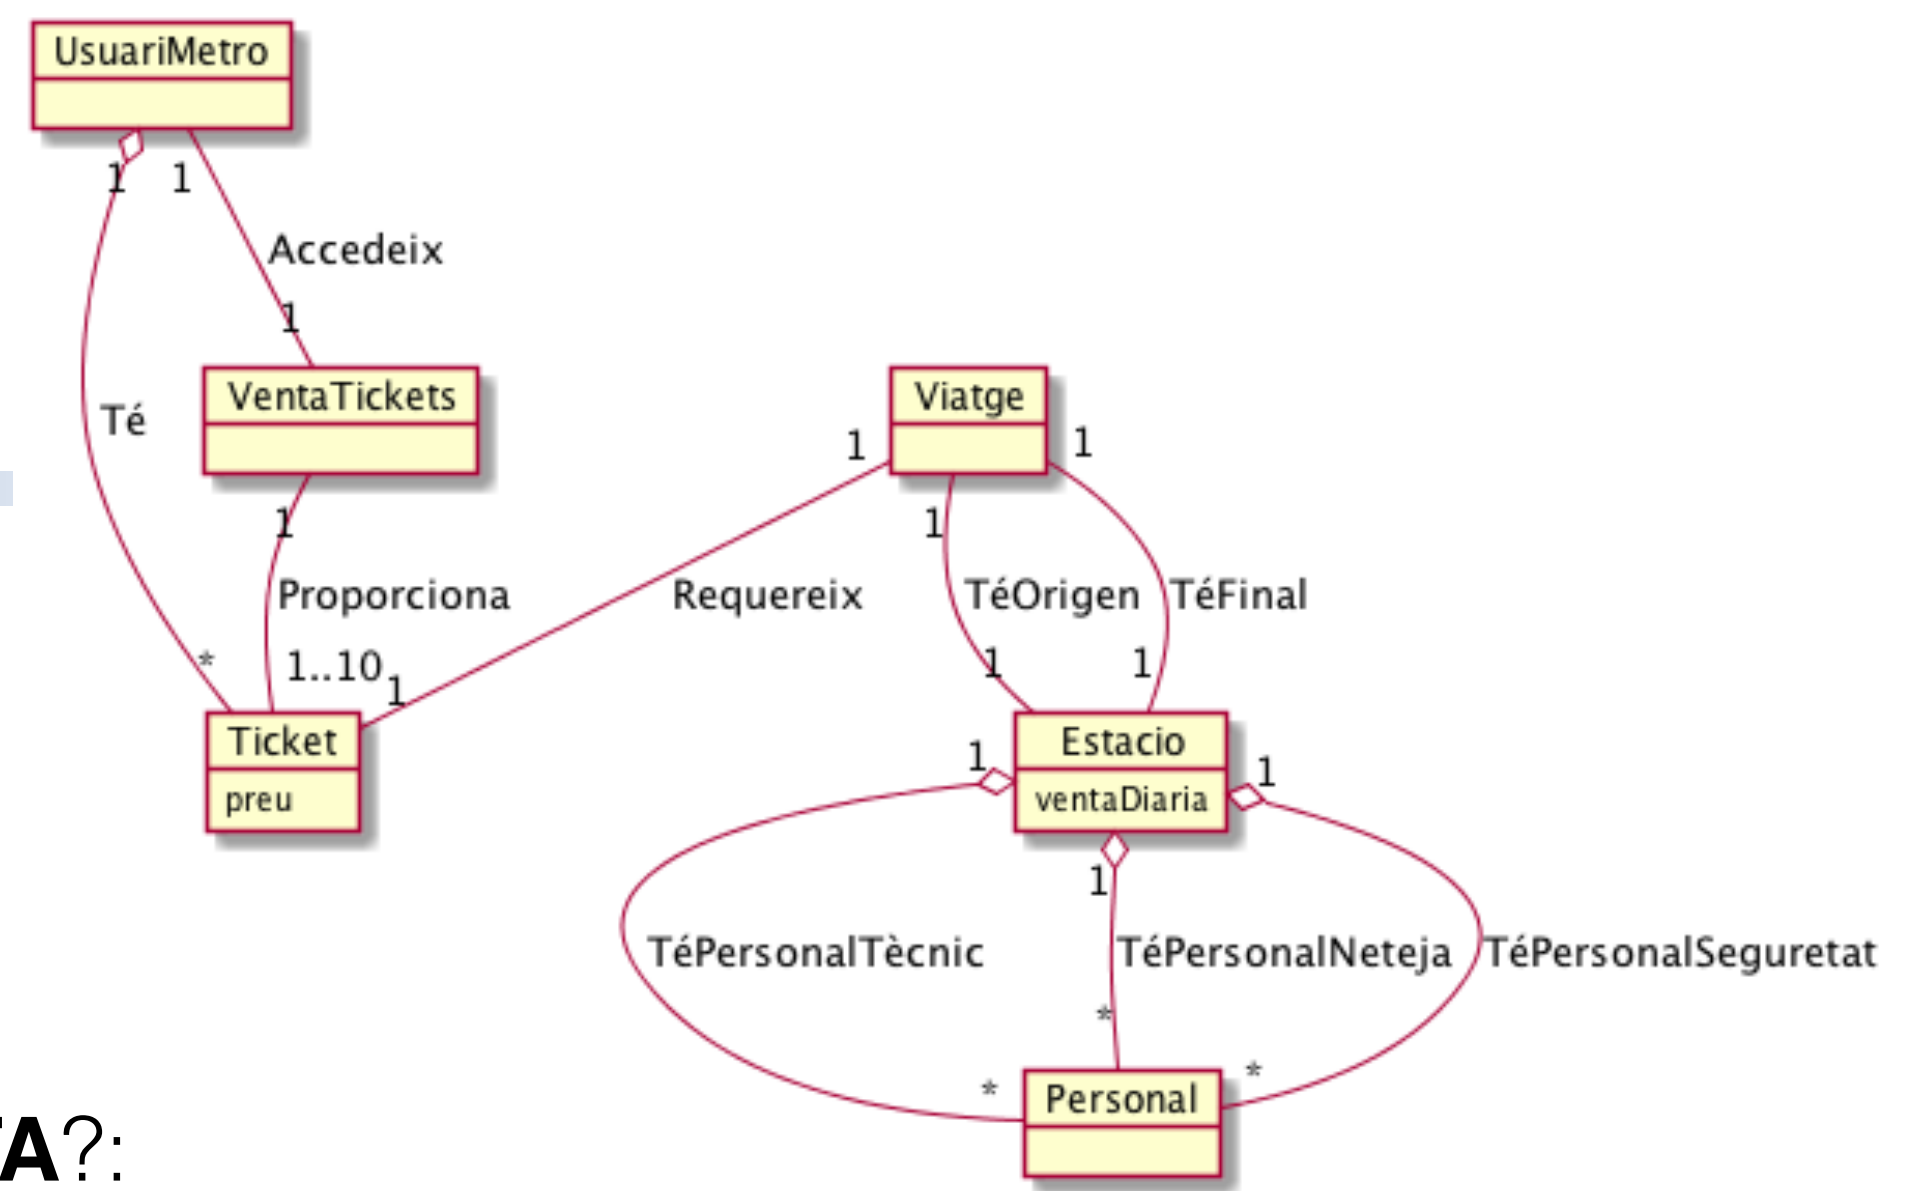 UsuariMetro
1 1
Accedeix
1
VentaTickets
Viatge
Té
1 1
1 1
Proporciona Requereix TéOrigen TéFinal
* 1..10 1 1 1
Ticket Estacio
1 1
preu ventaDiaria
1
TéPersonalTècnic TéPersonalNeteja TéPersonalSeguretat
*
* *
Personal
TA?: